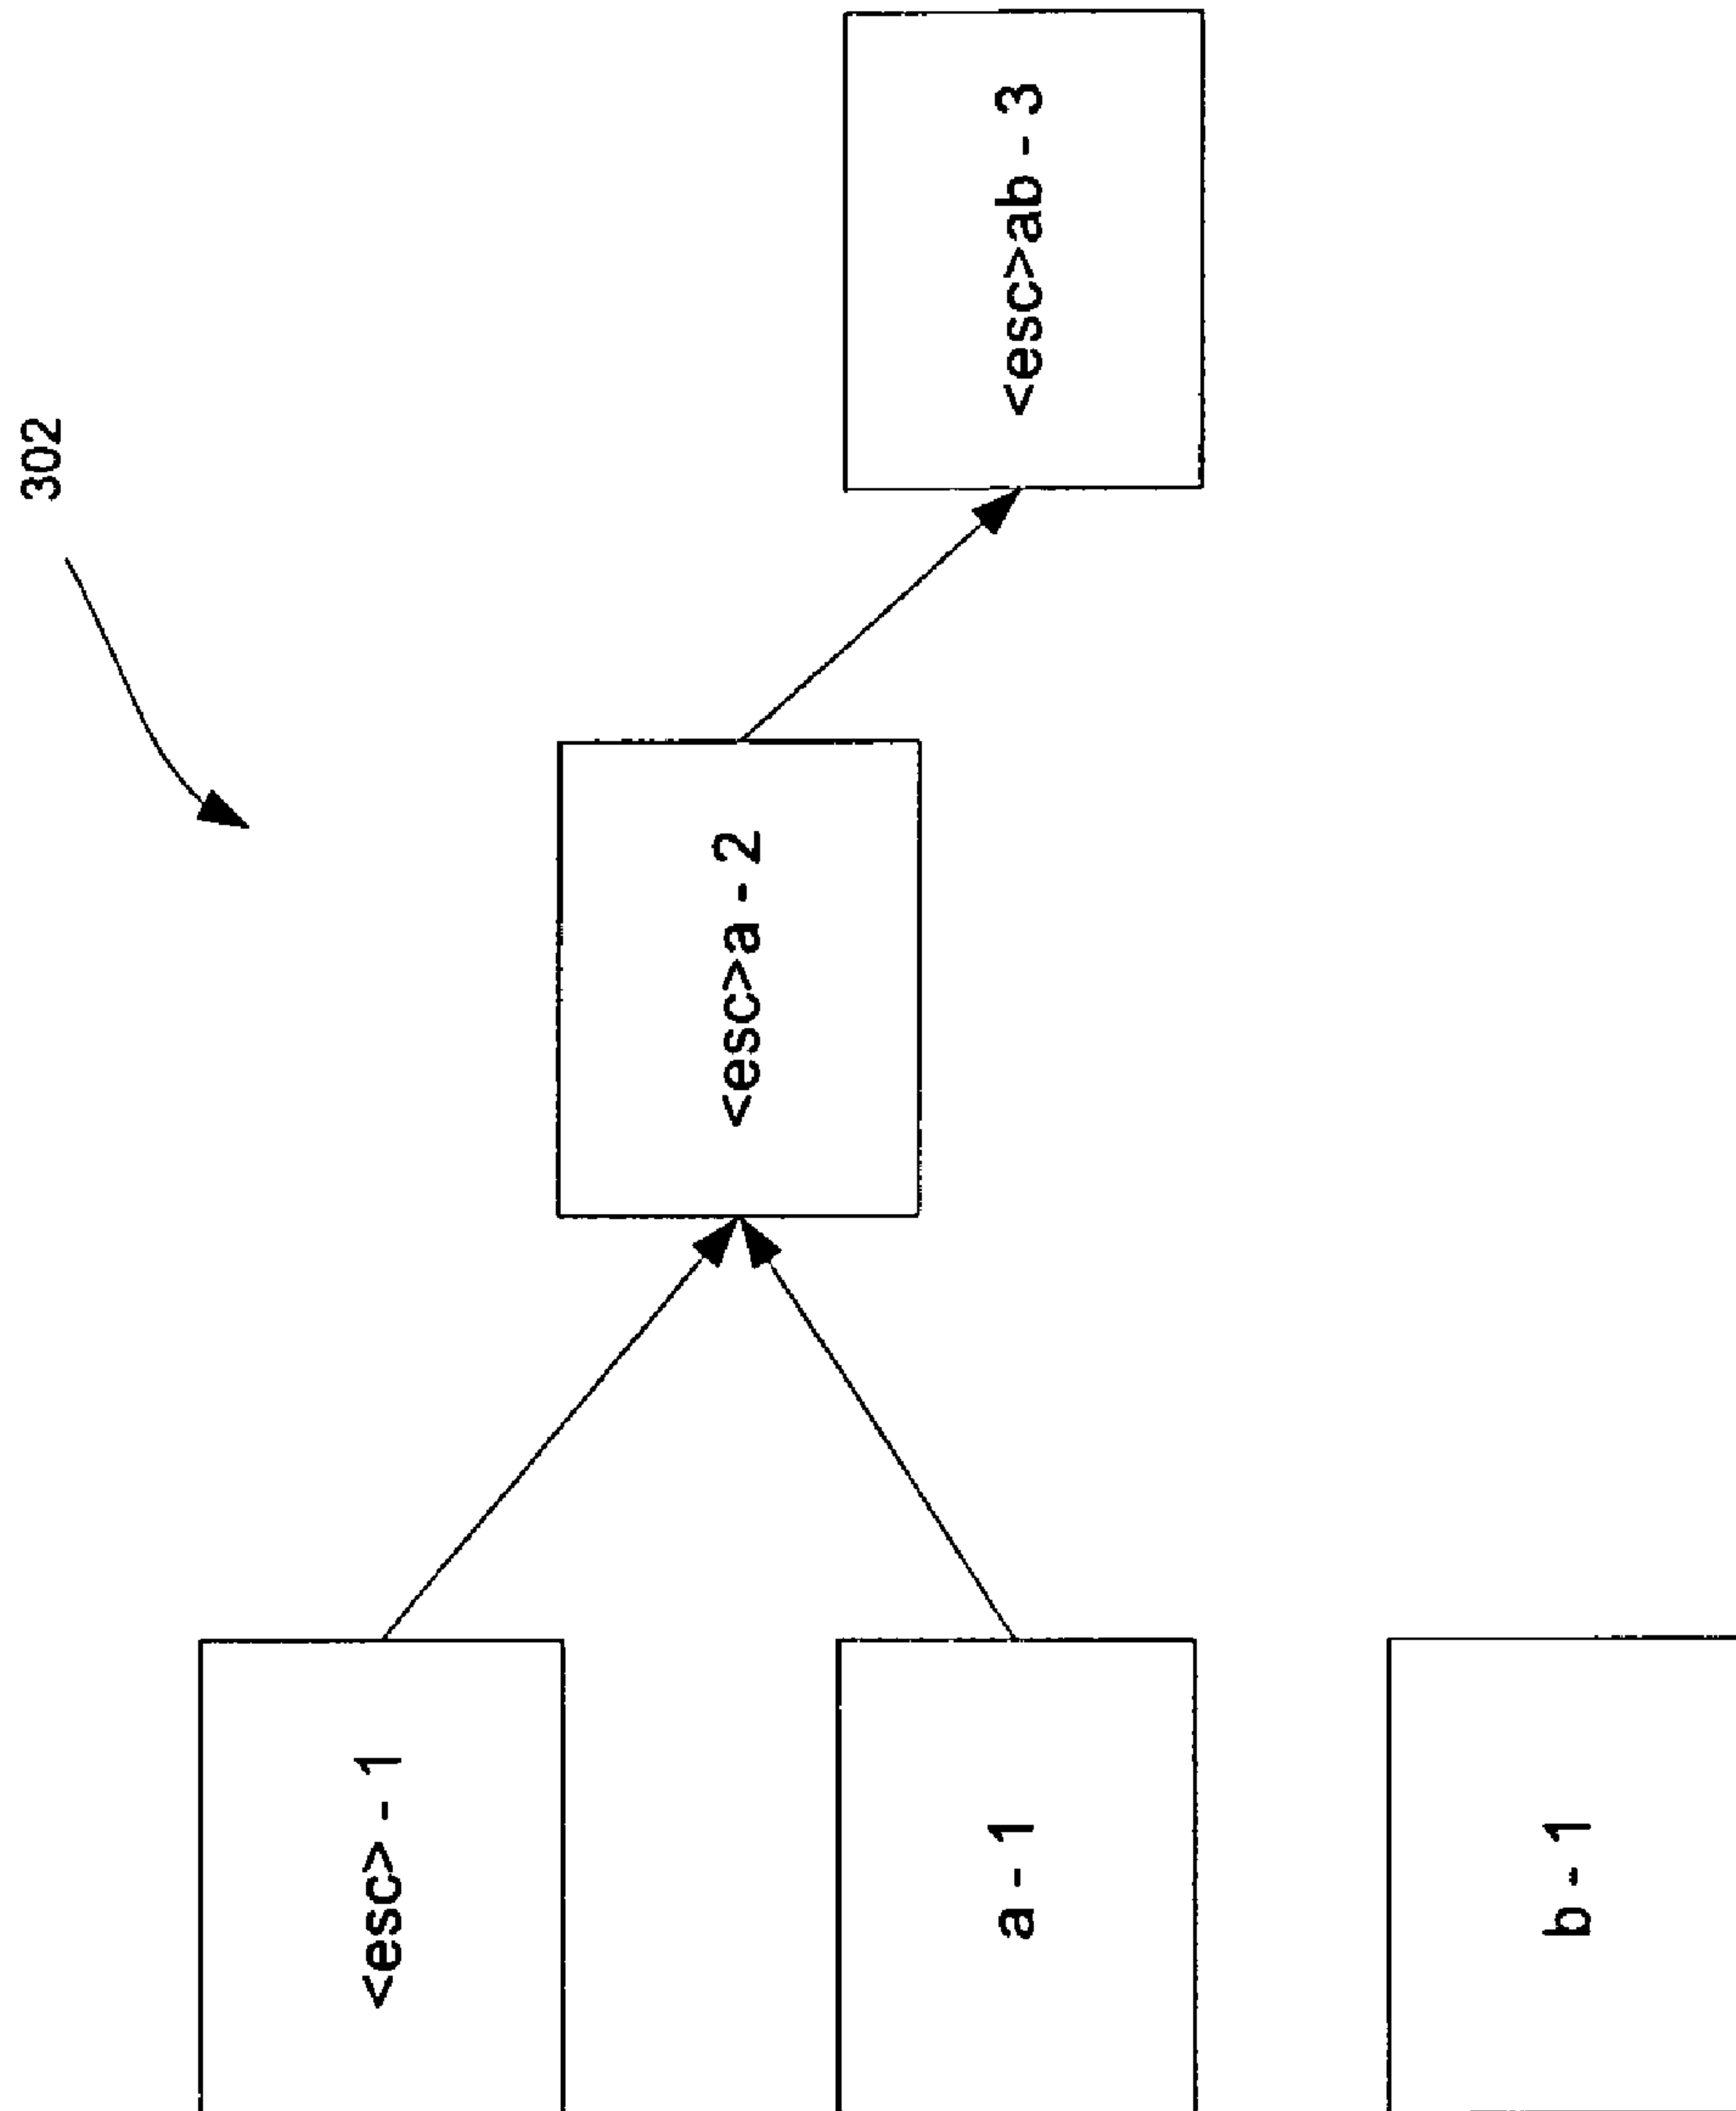 302
<esc> - 1
<esc>a - 2
<esc>ab - 3
a - 1
b - 1